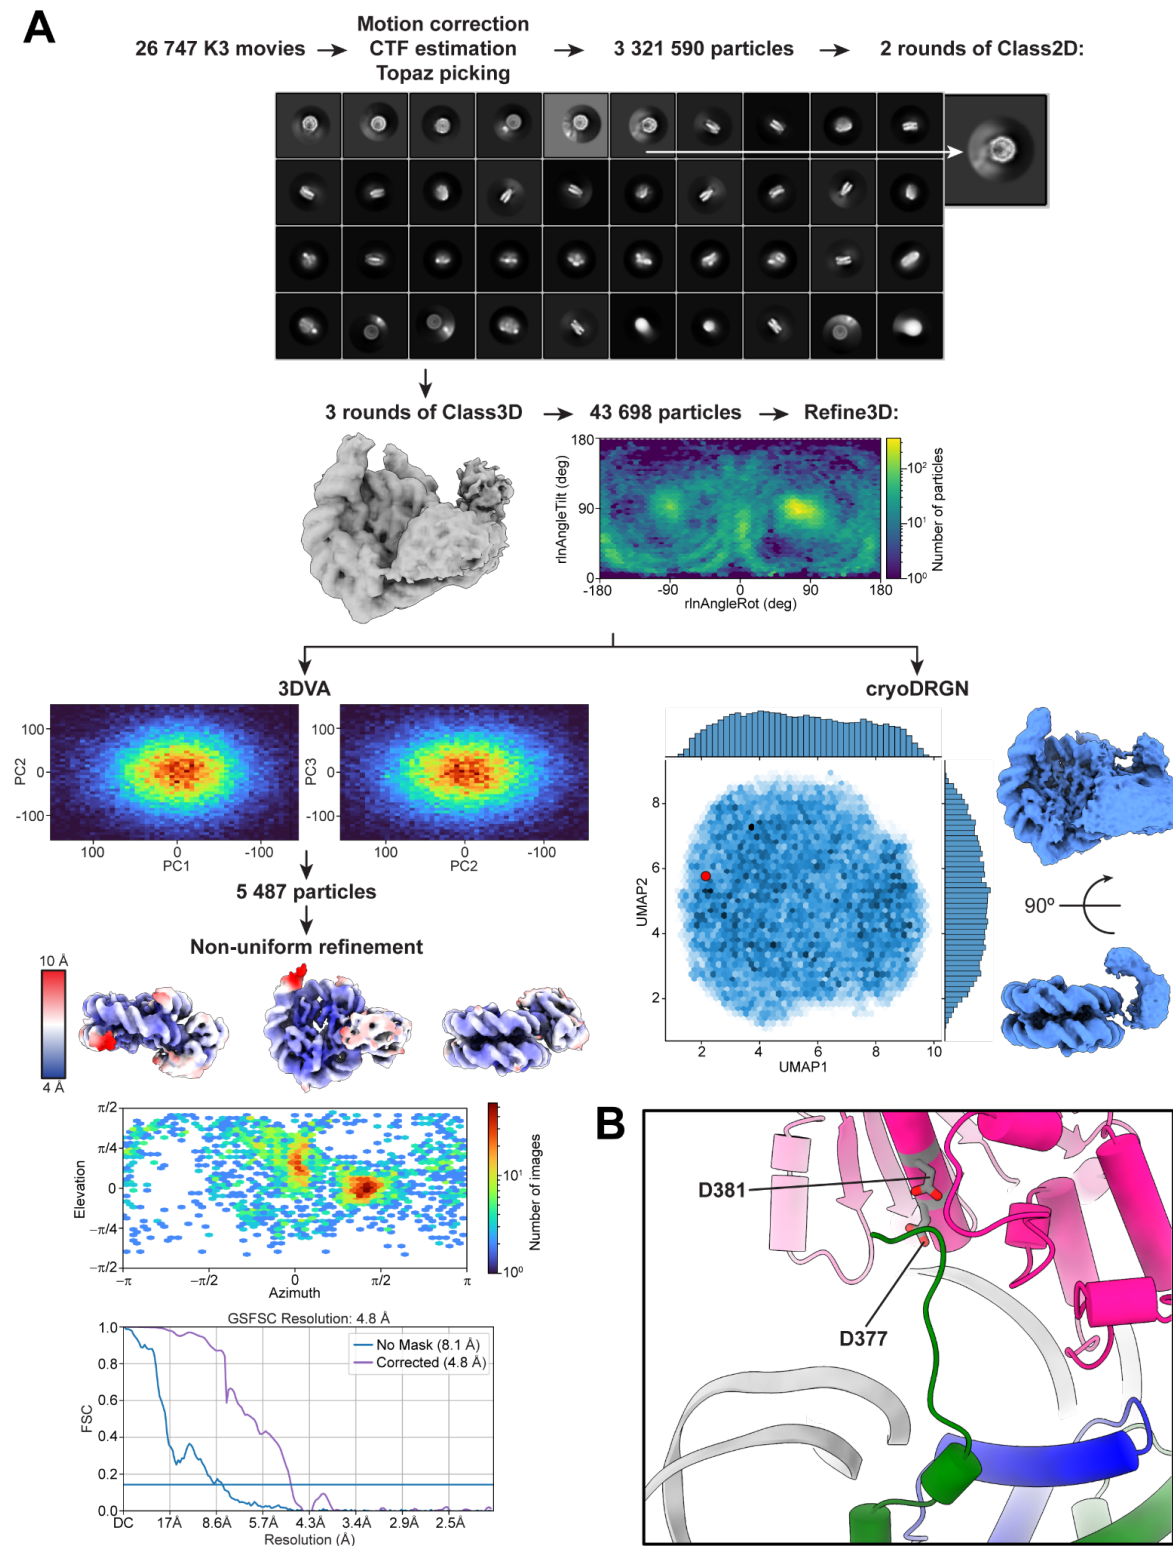 A
26 747 K3 movies
Motion correction
CTF estimation
Topaz picking
3 321 590 particles
2 rounds of Class2D:
3 rounds of Class3D
43 698 particles
Refine3D:
180
90
0
rlnAngleTilt (deg)
-180
-90
0
90
180
rlnAngleRot (deg)
10²
10¹
10⁰
Number of particles
3DVA
cryoDRGN
100
0
-100
PC2
100
0
-100
PC1
100
0
-100
PC3
100
0
-100
PC2
5 487 particles
Non-uniform refinement
10 Å
4 Å
8
6
4
2
UMAP2
2
4
6
8
10
UMAP1
90º
π/2
π/4
0
−π/4
−π/2
Elevation
−π
−π/2
0
π/2
π
Azimuth
10¹
10⁰
Number of images
GSFSC Resolution: 4.8 Å
No Mask (8.1 Å)
Corrected (4.8 Å)
1.0
0.8
0.6
0.4
0.2
0.0
FSC
DC
17Å
8.6Å
5.7Å
4.3Å
3.4Å
2.9Å
2.5Å
Resolution (Å)
B
D381
D377